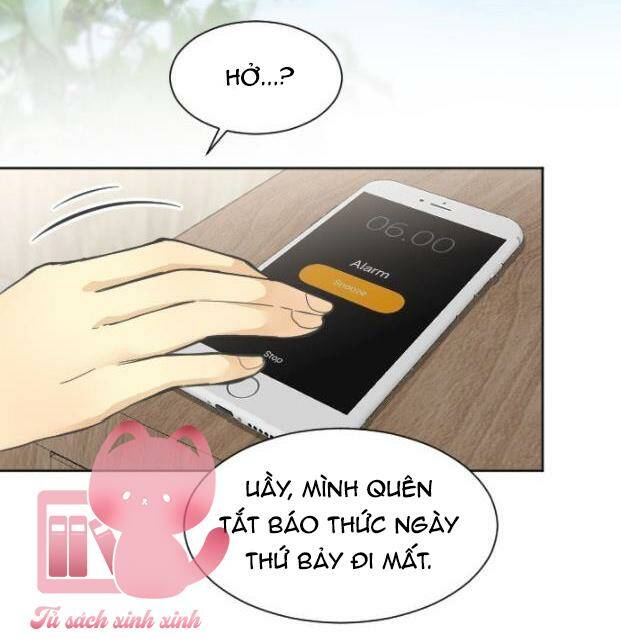 HỞ...?
06.00
Alarm
Snooze
Stop
UẦY, MÌNH QUÊN
TẮT BÁO THỨC NGÀY
THỨ BẢY ĐI MẤT.
Tủ sách xinh xinh